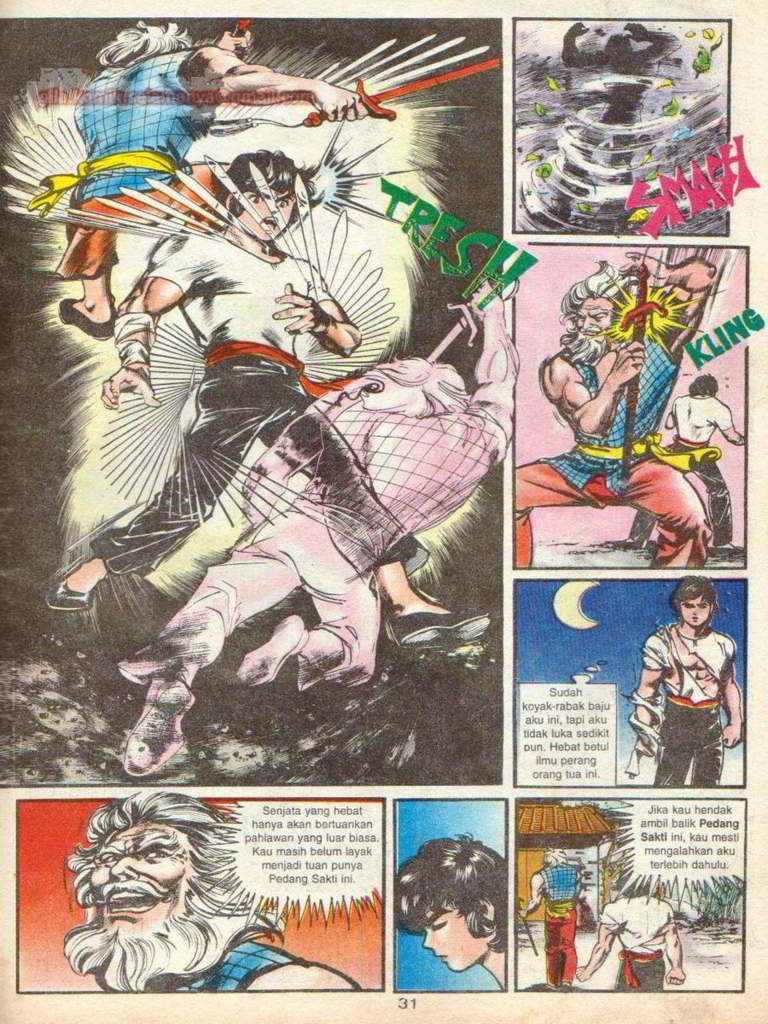 TRESH
SMASH
KLING
Sudah
koyak-rabak baju
aku ini, tapi aku
tidak luka sedikit
pun. Hebat betul
ilmu perang
orang tua ini.
Senjata yang hebat
hanya akan bertuankan
pahlawan yang luar biasa.
Kau masih belum layak
menjadi tuan punya
Pedang Sakti ini.
Jika kau hendak
ambil balik Pedang
Sakti ini, kau mesti
mengalahkan aku
terlebih dahulu.
31